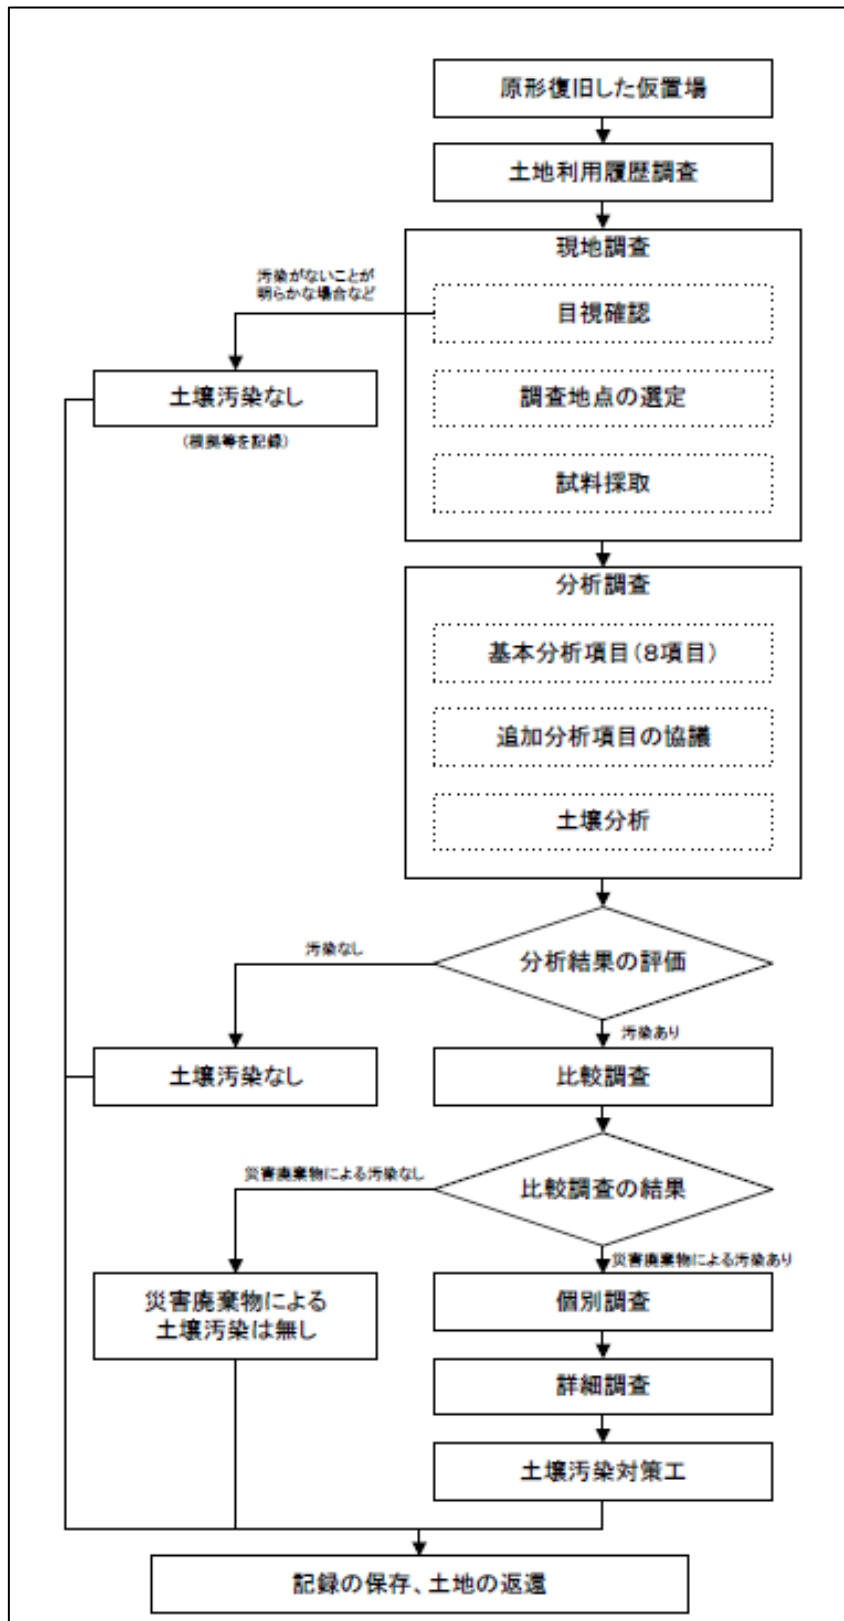 原形復旧した仮置場
土地利用履歴調査
現地調査
汚染がないことが
明らかな場合など
目視確認
土壌汚染なし
(根拠等を記録)
調査地点の選定
試料採取
分析調査
基本分析項目(8項目)
追加分析項目の協議
土壌分析
汚染なし
分析結果の評価
汚染あり
土壌汚染なし
比較調査
災害廃棄物による汚染なし
比較調査の結果
災害廃棄物による汚染あり
災害廃棄物による
土壌汚染は無し
個別調査
詳細調査
土壌汚染対策工
記録の保存、土地の返還